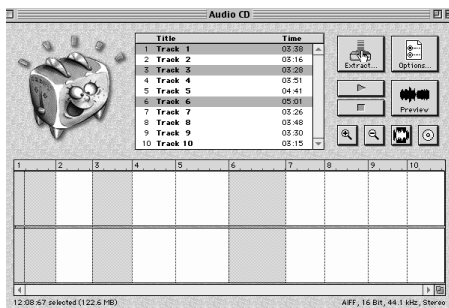 Audio CD
Title Time
1 Track 1 03:38
2 Track 2 03:16
3 Track 3 03:28
4 Track 4 03:51
5 Track 5 04:41
6 Track 6 05:01
7 Track 7 03:26
8 Track 8 03:48
9 Track 9 03:30
10 Track 10 03:15
Extract...
Options...
Preview
1 2 3 4 5 6 7 8 9 10
12:08:67 selected (122.6 MB)
AIFF, 16 Bit, 44.1 kHz, Stereo